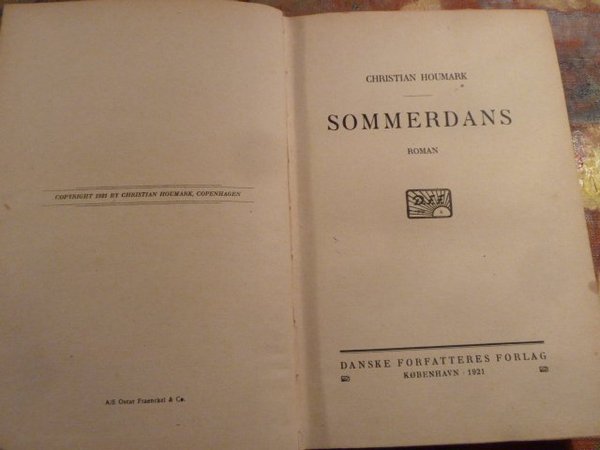 COPYRIGHT 1921 BY CHRISTIAN HOUMARK, COPENHAGEN
A/S Oscar Fraenckel & Co.
CHRISTIAN HOUMARK
SOMMERDANS
ROMAN
D.F.F.
DANSKE FORFATTERES FORLAG
KØBENHAVN · 1921